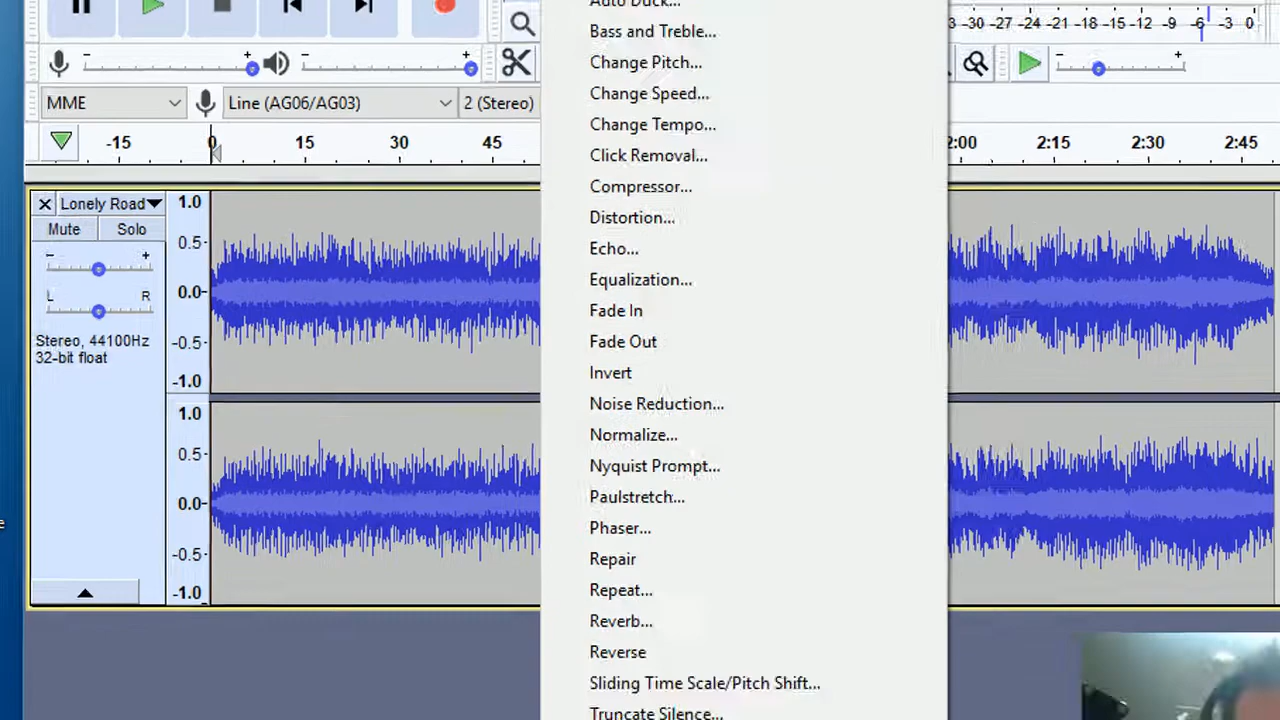 Auto Duck...
Bass and Treble...
Change Pitch...
Change Speed...
Change Tempo...
Click Removal...
Compressor...
Distortion...
Echo...
Equalization...
Fade In
Fade Out
Invert
Noise Reduction...
Normalize...
Nyquist Prompt...
Paulstretch...
Phaser...
Repair
Repeat...
Reverb...
Reverse
Sliding Time Scale/Pitch Shift...
Truncate Silence...
-30 -27 -24 -21 -18 -15 -12 -9 -6 -3 0
- + - + - +
MME Line (AG06/AG03) 2 (Stereo)
-15 0 15 30 45 2:00 2:15 2:30 2:45
Lonely Road
Mute Solo
- +
L R
Stereo, 44100Hz
32-bit float
1.0
0.5
0.0
-0.5
-1.0
1.0
0.5
0.0
-0.5
-1.0
e